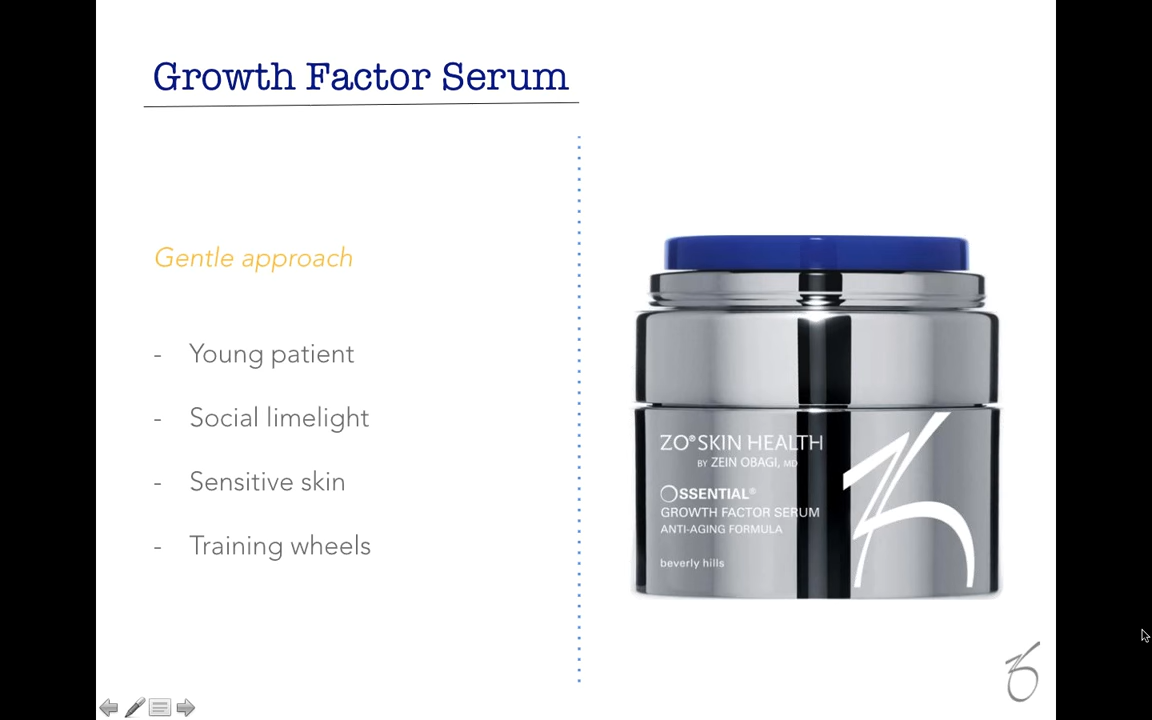 Growth Factor Serum
Gentle approach
- Young patient
- Social limelight
- Sensitive skin
- Training wheels
ZO® SKIN HEALTH
BY ZEIN OBAGI, MD
OSSENTIAL®
GROWTH FACTOR SERUM
ANTI-AGING FORMULA
beverly hills